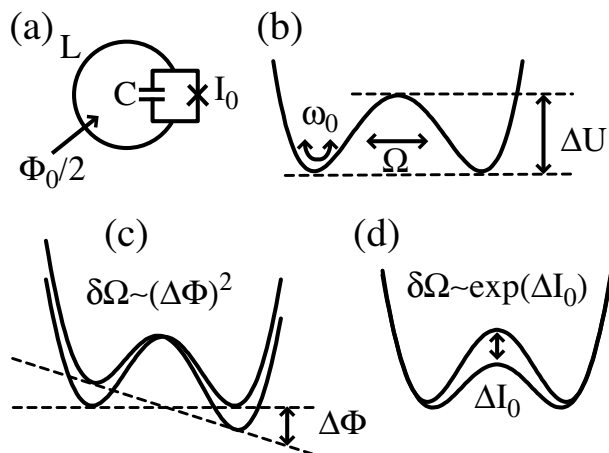 (a)
L
C
I₀
Φ₀/2
(b)
ω₀
Ω
ΔU
(c)
δΩ~(ΔΦ)²
ΔΦ
(d)
δΩ~exp(ΔI₀)
ΔI₀